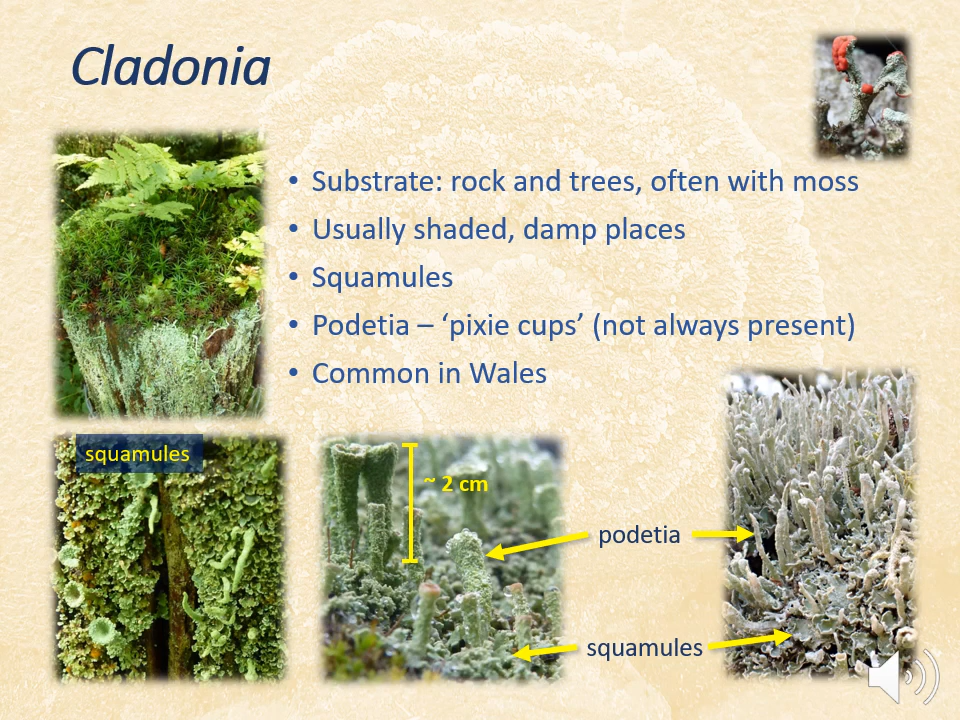 Cladonia
• Substrate: rock and trees, often with moss
• Usually shaded, damp places
• Squamules
• Podetia – ‘pixie cups’ (not always present)
• Common in Wales
squamules
~ 2 cm
podetia
squamules